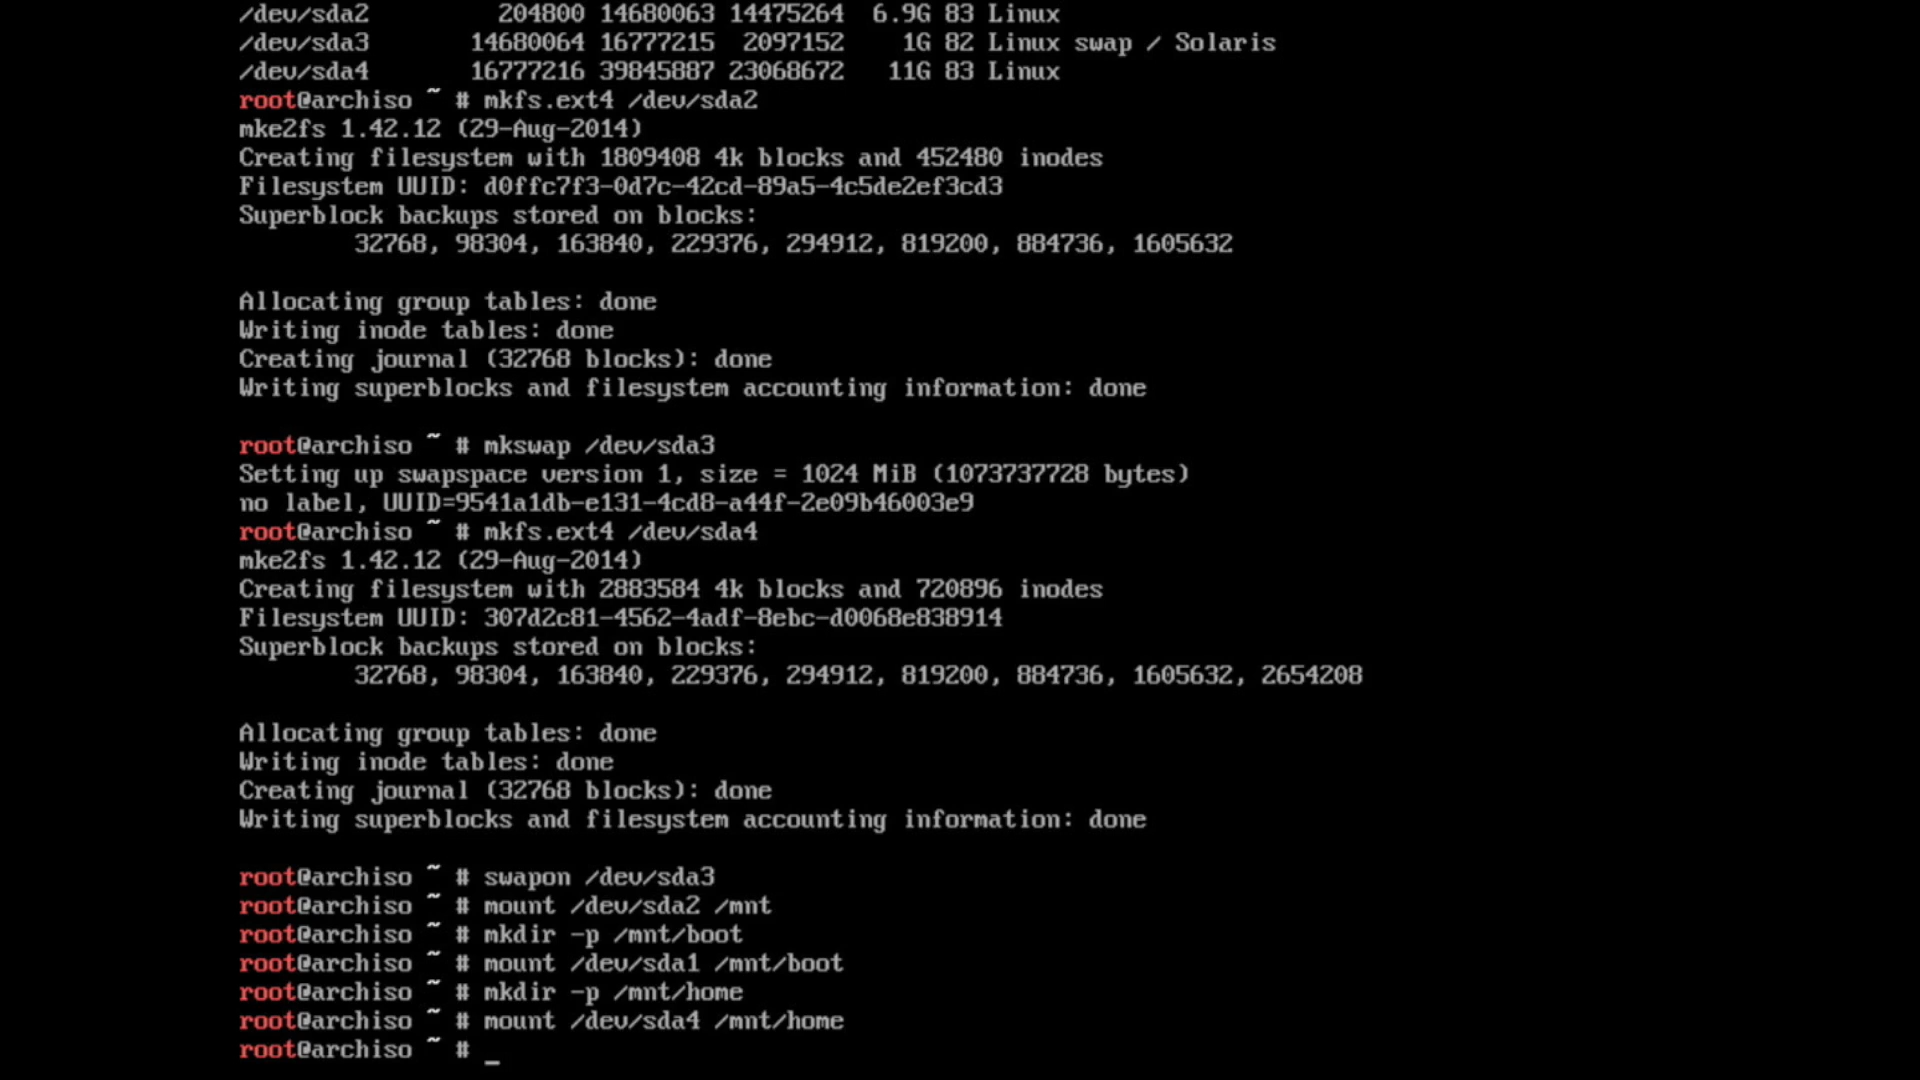 /dev/sda2         204800 14680063 14475264  6.9G 83 Linux
/dev/sda3       14680064 16777215  2097152    1G 82 Linux swap / Solaris
/dev/sda4       16777216 39845887 23068672   11G 83 Linux
root@archiso ~ # mkfs.ext4 /dev/sda2
mke2fs 1.42.12 (29-Aug-2014)
Creating filesystem with 1809408 4k blocks and 452480 inodes
Filesystem UUID: d0ffc7f3-0d7c-42cd-89a5-4c5de2ef3cd3
Superblock backups stored on blocks:
        32768, 98304, 163840, 229376, 294912, 819200, 884736, 1605632
Allocating group tables: done
Writing inode tables: done
Creating journal (32768 blocks): done
Writing superblocks and filesystem accounting information: done
root@archiso ~ # mkswap /dev/sda3
Setting up swapspace version 1, size = 1024 MiB (1073737728 bytes)
no label, UUID=9541a1db-e131-4cd8-a44f-2e09b46003e9
root@archiso ~ # mkfs.ext4 /dev/sda4
mke2fs 1.42.12 (29-Aug-2014)
Creating filesystem with 2883584 4k blocks and 720896 inodes
Filesystem UUID: 307d2c81-4562-4adf-8ebc-d0068e838914
Superblock backups stored on blocks:
        32768, 98304, 163840, 229376, 294912, 819200, 884736, 1605632, 2654208
Allocating group tables: done
Writing inode tables: done
Creating journal (32768 blocks): done
Writing superblocks and filesystem accounting information: done
root@archiso ~ # swapon /dev/sda3
root@archiso ~ # mount /dev/sda2 /mnt
root@archiso ~ # mkdir -p /mnt/boot
root@archiso ~ # mount /dev/sda1 /mnt/boot
root@archiso ~ # mkdir -p /mnt/home
root@archiso ~ # mount /dev/sda4 /mnt/home
root@archiso ~ # _